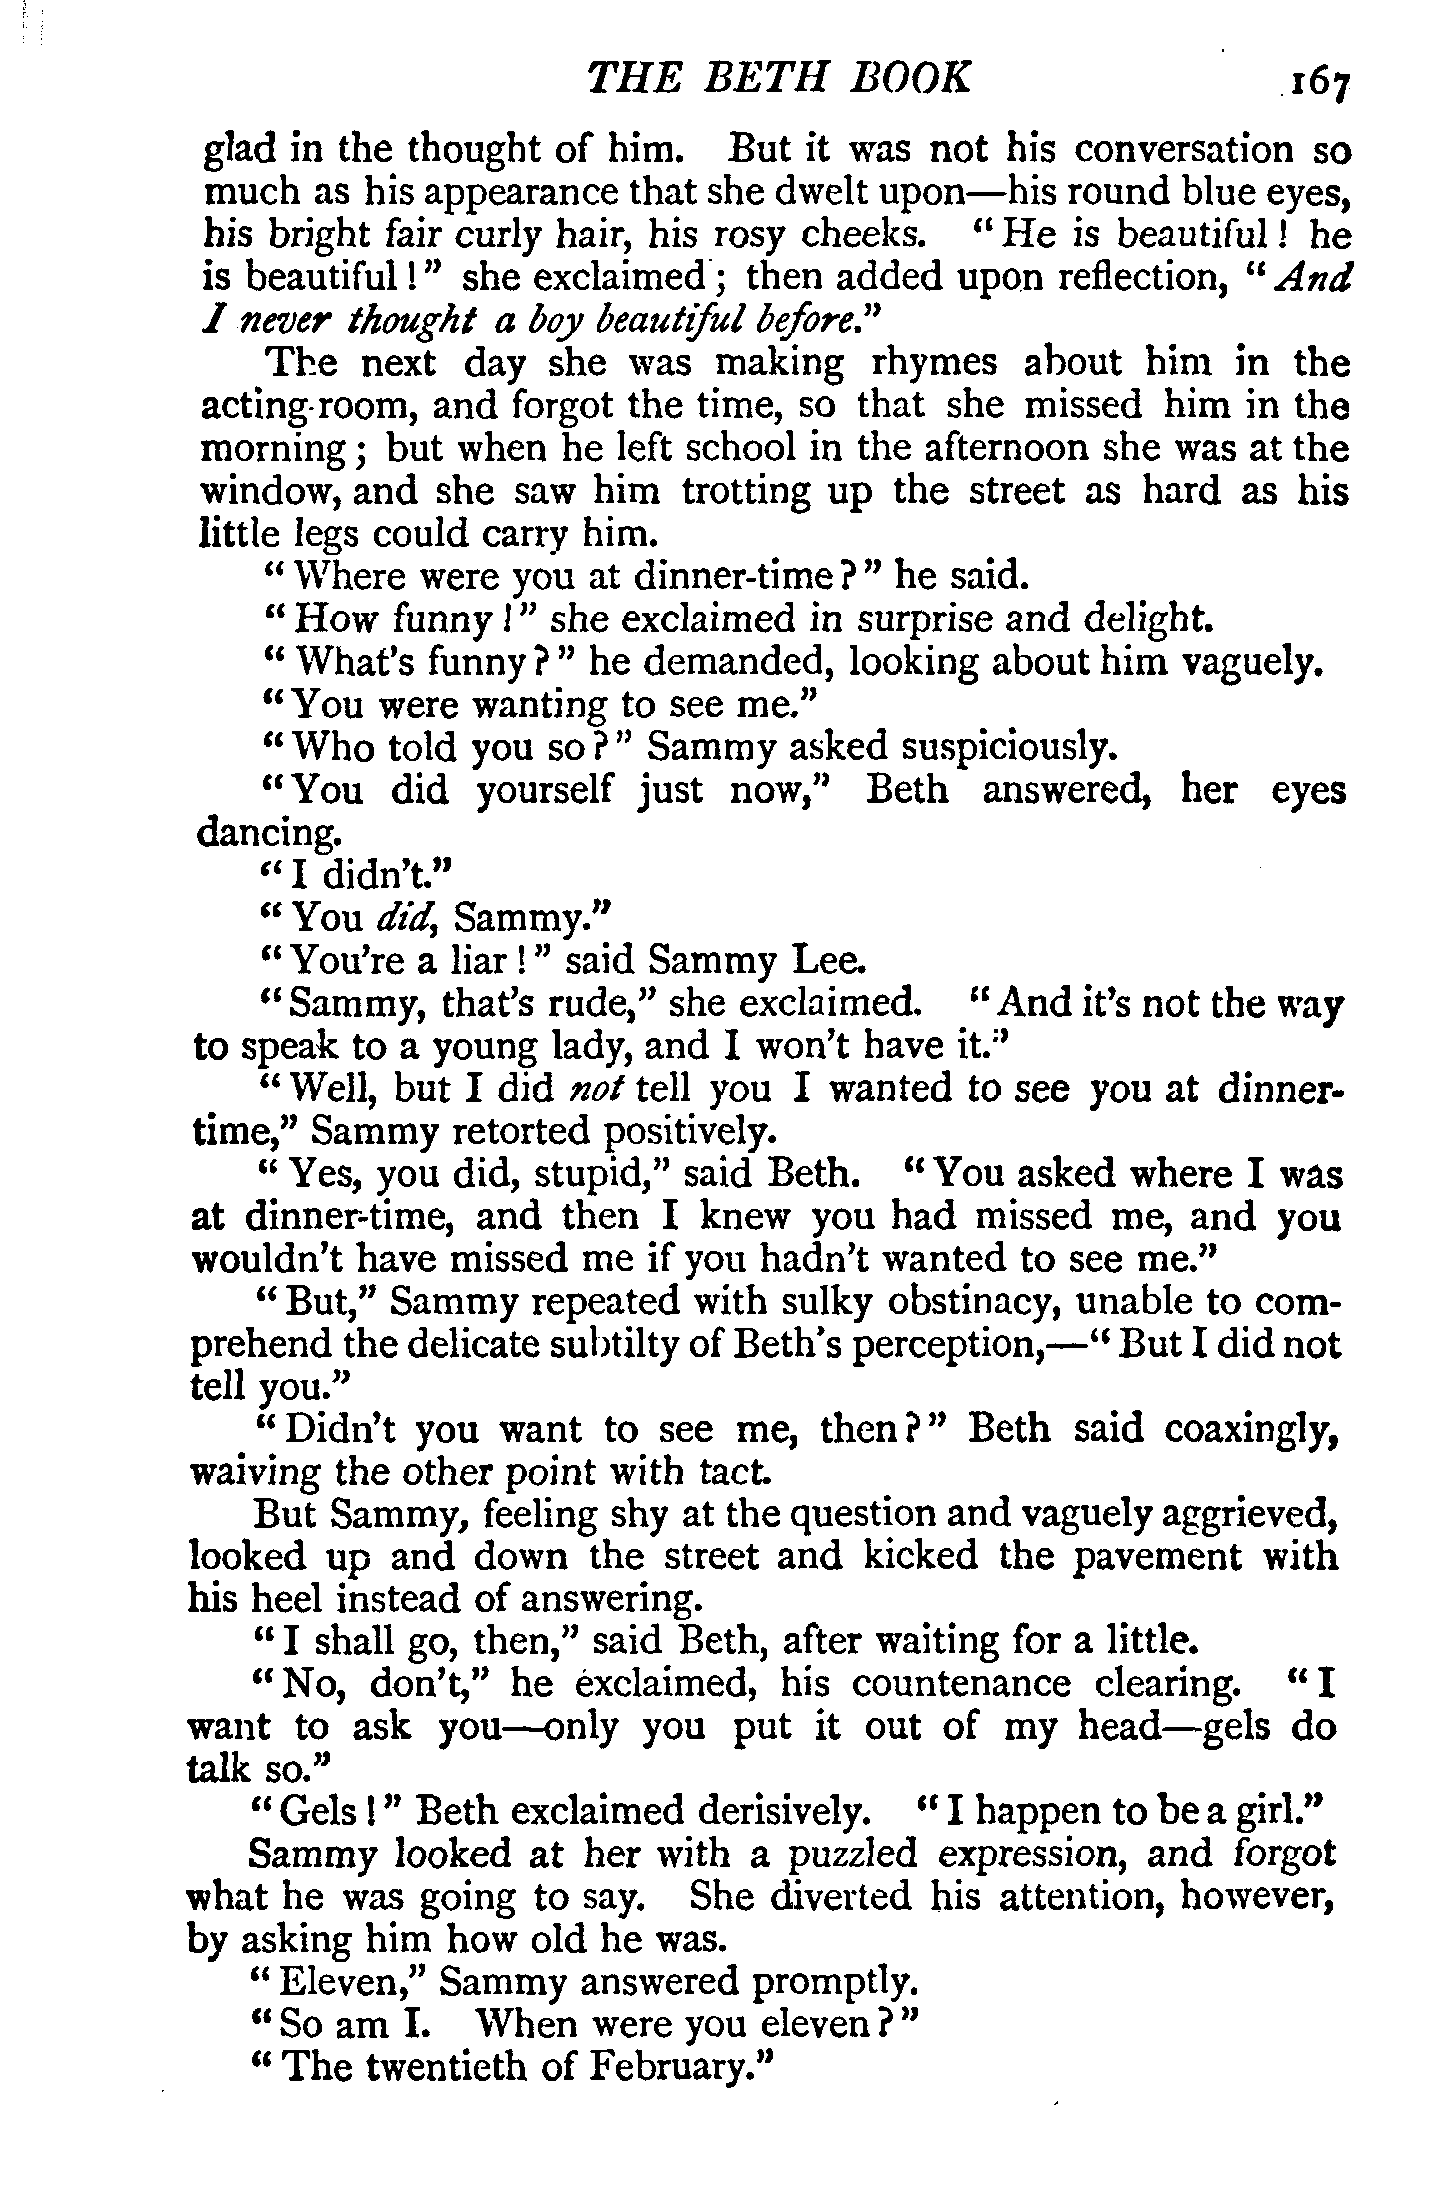 THE BETH BOOK 167
glad in the thought of him. But it was not his conversation so
much as his appearance that she dwelt upon—his round blue eyes,
his bright fair curly hair, his rosy cheeks. “He is beautiful! he
is beautiful!” she exclaimed; then added upon reflection, “And
I never thought a boy beautiful before.”
The next day she was making rhymes about him in the
acting-room, and forgot the time, so that she missed him in the
morning; but when he left school in the afternoon she was at the
window, and she saw him trotting up the street as hard as his
little legs could carry him.
“Where were you at dinner-time?” he said.
“How funny!” she exclaimed in surprise and delight.
“What's funny?” he demanded, looking about him vaguely.
“You were wanting to see me.”
“Who told you so?” Sammy asked suspiciously.
“You did yourself just now,” Beth answered, her eyes
dancing.
“I didn't.”
“You did, Sammy.”
“You're a liar!” said Sammy Lee.
“Sammy, that's rude,” she exclaimed. “And it's not the way
to speak to a young lady, and I won't have it.”
“Well, but I did not tell you I wanted to see you at dinner-
time,” Sammy retorted positively.
“Yes, you did, stupid,” said Beth. “You asked where I was
at dinner-time, and then I knew you had missed me, and you
wouldn't have missed me if you hadn't wanted to see me.”
“But,” Sammy repeated with sulky obstinacy, unable to com-
prehend the delicate subtilty of Beth's perception,—“But I did not
tell you.”
“Didn't you want to see me, then?” Beth said coaxingly,
waiving the other point with tact.
But Sammy, feeling shy at the question and vaguely aggrieved,
looked up and down the street and kicked the pavement with
his heel instead of answering.
“I shall go, then,” said Beth, after waiting for a little.
“No, don't,” he exclaimed, his countenance clearing. “I
want to ask you—only you put it out of my head—gels do
talk so.”
“Gels!” Beth exclaimed derisively. “I happen to be a girl.”
Sammy looked at her with a puzzled expression, and forgot
what he was going to say. She diverted his attention, however,
by asking him how old he was.
“Eleven,” Sammy answered promptly.
“So am I. When were you eleven?”
“The twentieth of February.”